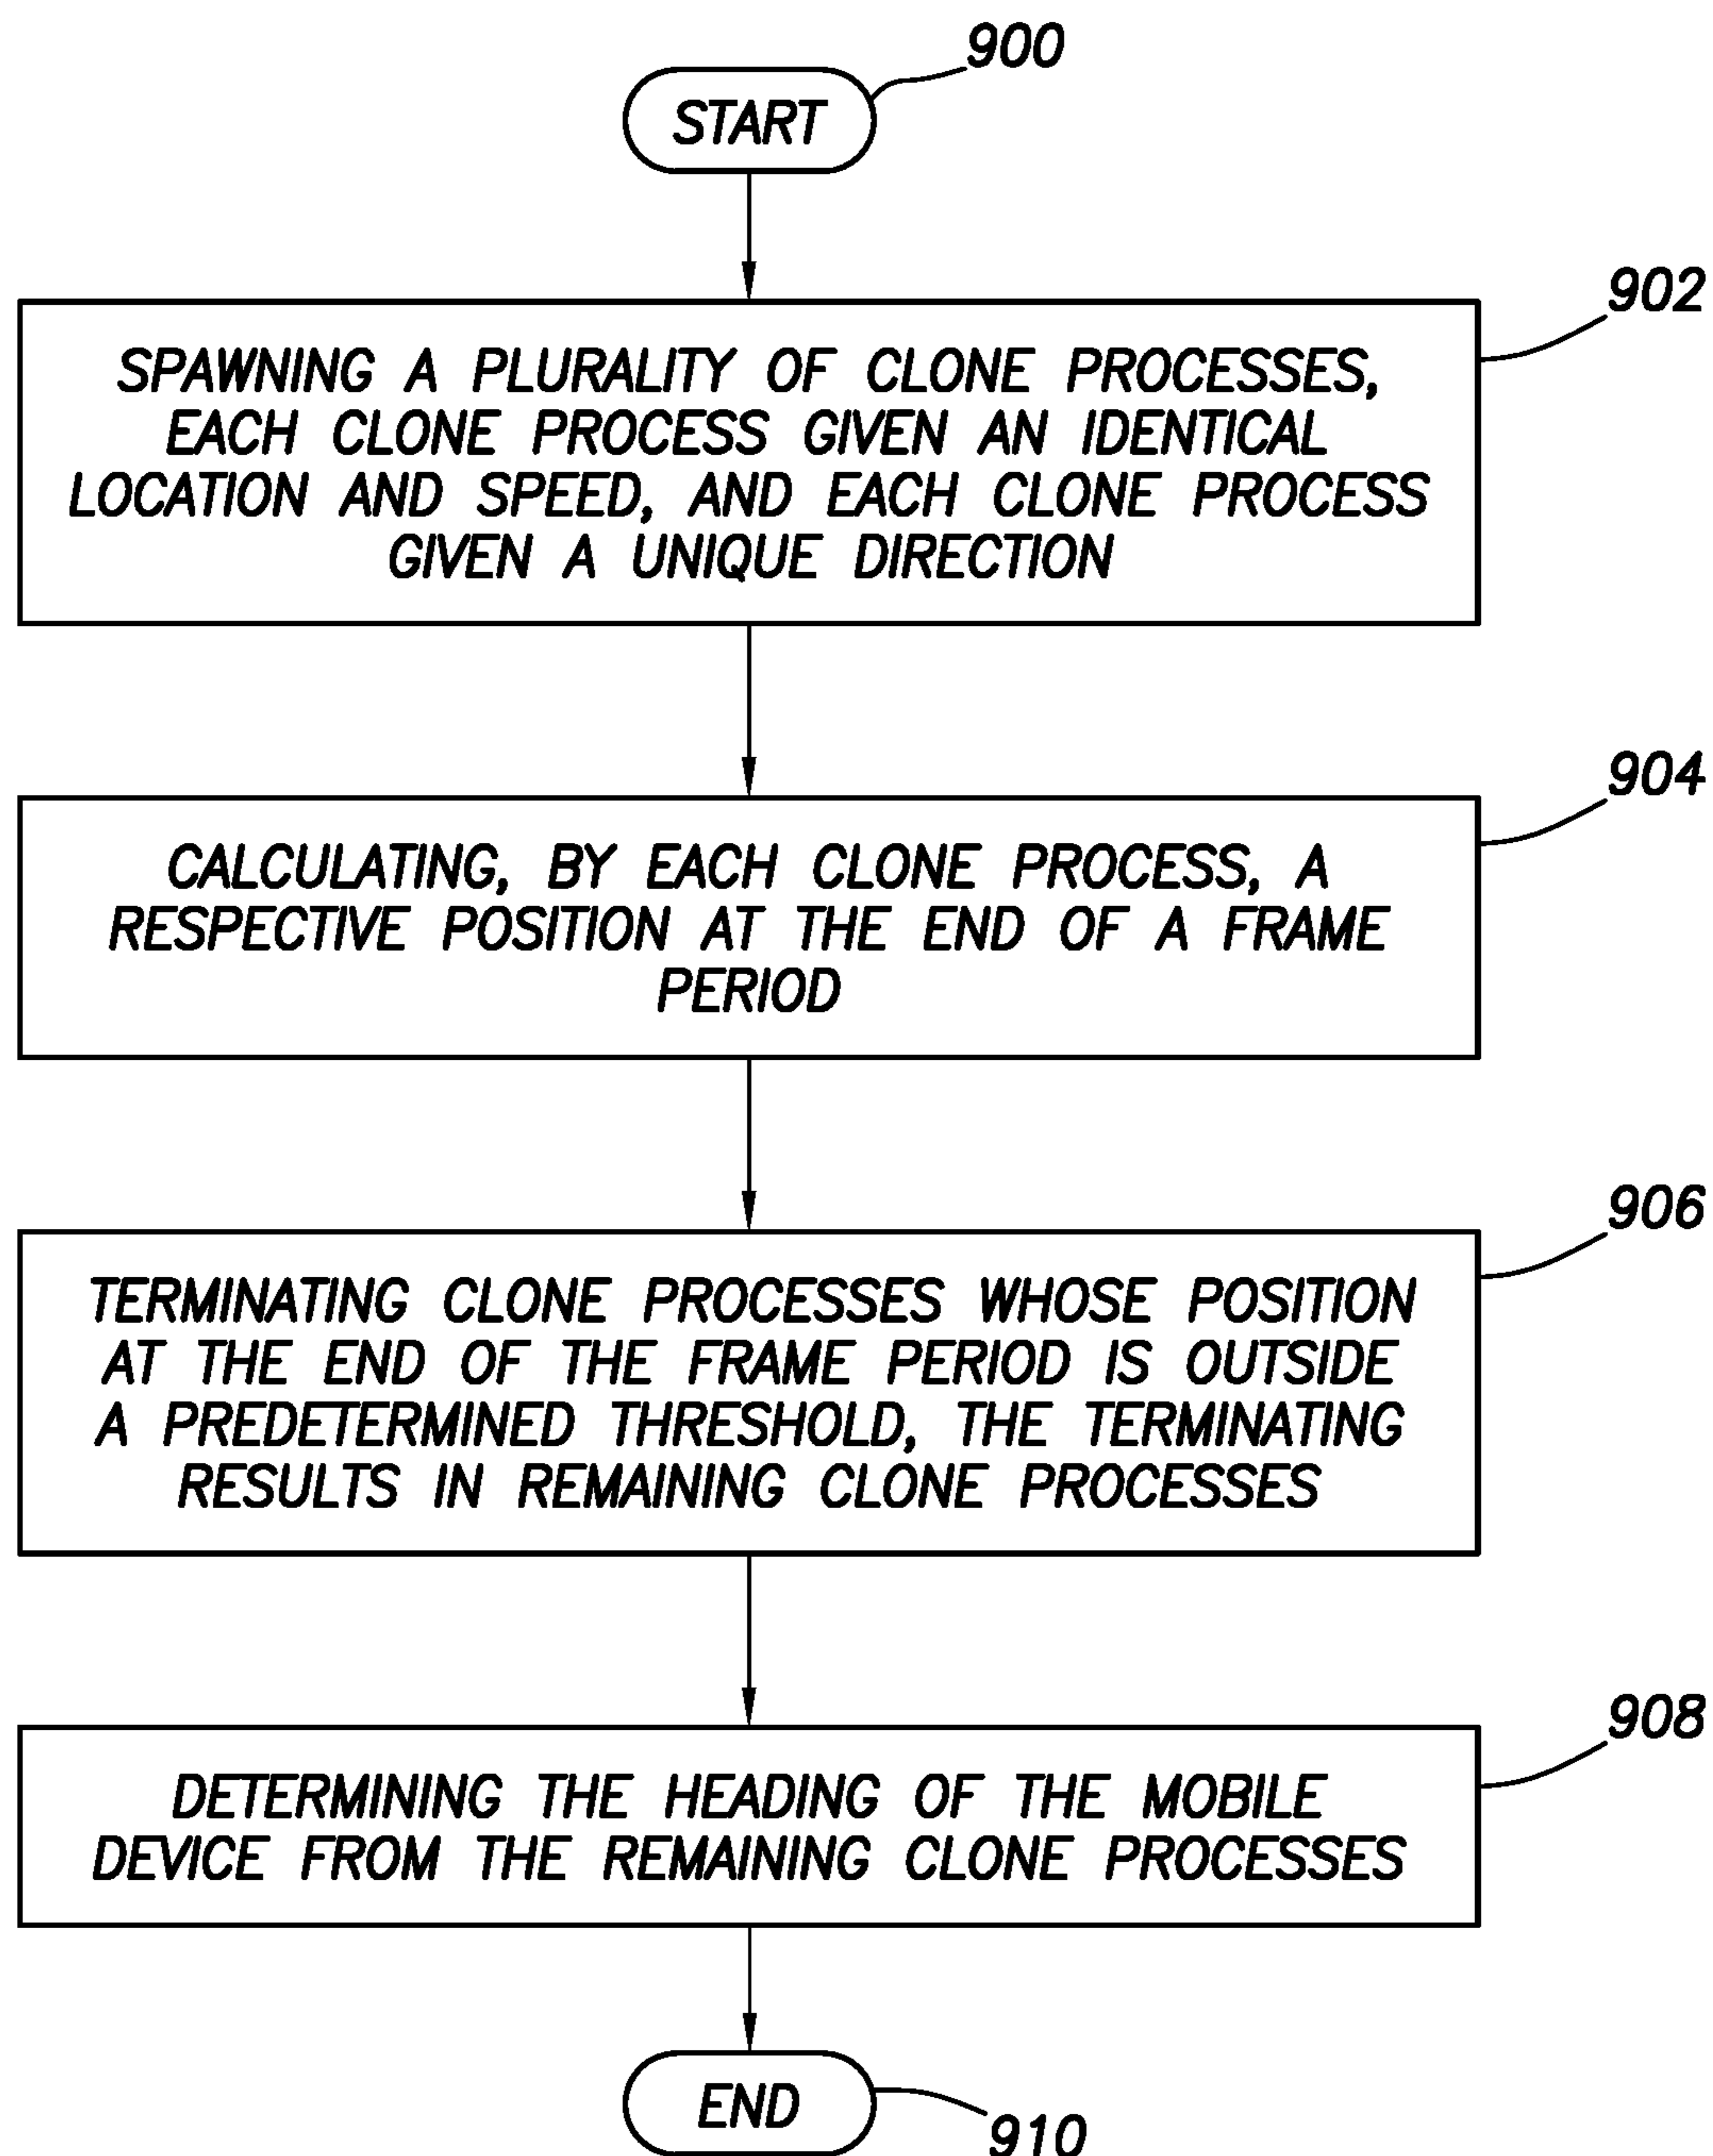 900
START
902
SPAWNING A PLURALITY OF CLONE PROCESSES,
EACH CLONE PROCESS GIVEN AN IDENTICAL
LOCATION AND SPEED, AND EACH CLONE PROCESS
GIVEN A UNIQUE DIRECTION
904
CALCULATING, BY EACH CLONE PROCESS, A
RESPECTIVE POSITION AT THE END OF A FRAME
PERIOD
906
TERMINATING CLONE PROCESSES WHOSE POSITION
AT THE END OF THE FRAME PERIOD IS OUTSIDE
A PREDETERMINED THRESHOLD, THE TERMINATING
RESULTS IN REMAINING CLONE PROCESSES
908
DETERMINING THE HEADING OF THE MOBILE
DEVICE FROM THE REMAINING CLONE PROCESSES
END
910